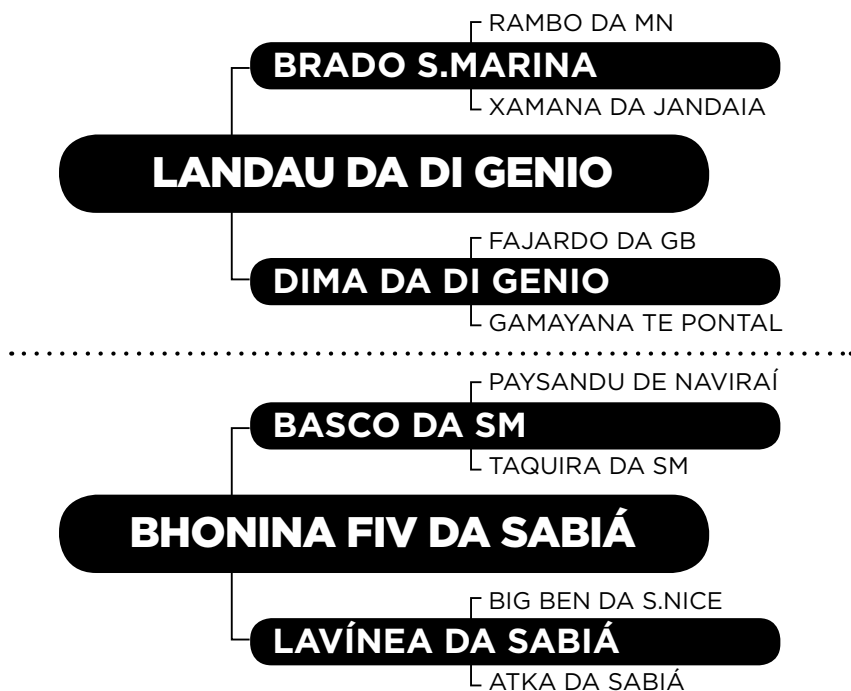 RAMBO DA MN
BRADO S.MARINA
XAMANA DA JANDAIA
LANDAU DA DI GENIO
FAJARDO DA GB
DIMA DA DI GENIO
GAMAYANA TE PONTAL
PAYSANDU DE NAVIRAÍ
BASCO DA SM
TAQUIRA DA SM
BHONINA FIV DA SABIÁ
BIG BEN DA S.NICE
LAVÍNEA DA SABIÁ
ATKA DA SABIÁ